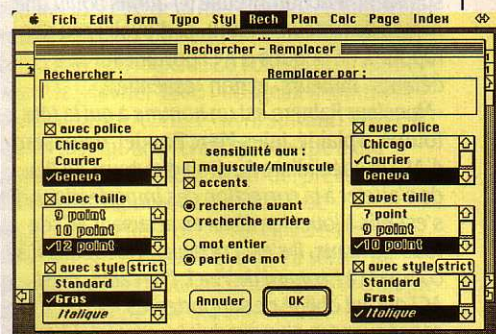 Fich Edit Form Typo Styl Rech Plan Calc Page Index
Rechercher - Remplacer
Rechercher :
Remplacer par :
avec police
Chicago
Courier
✓Geneva
avec taille
9 point
10 point
✓12 point
avec style strict
Standard
✓Gras
Italique
sensibilité aux :
majuscule/minuscule
accents
recherche avant
recherche arrière
mot entier
partie de mot
Annuler
OK
avec police
Chicago
✓Courier
Geneva
avec taille
7 point
9 point
✓10 point
avec style strict
Standard
Gras
✓Italique